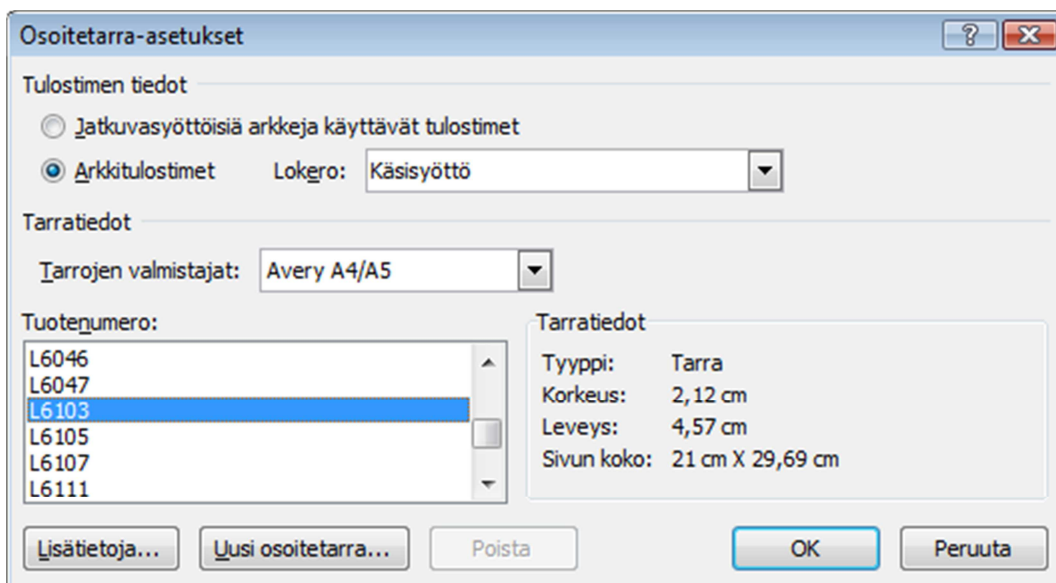 Osoitetarra-asetukset
Tulostimen tiedot
Jatkuvasyöttöisiä arkkeja käyttävät tulostimet
Arkkitulostimet Lokero: Käsisyöttö
Tarratiedot
Tarrojen valmistajat: Avery A4/A5
Tuotenumero:
L6046
L6047
L6103
L6105
L6107
L6111
Tarratiedot
Tyyppi: Tarra
Korkeus: 2,12 cm
Leveys: 4,57 cm
Sivun koko: 21 cm X 29,69 cm
Lisätietoja... Uusi osoitetarra... Poista OK Peruuta